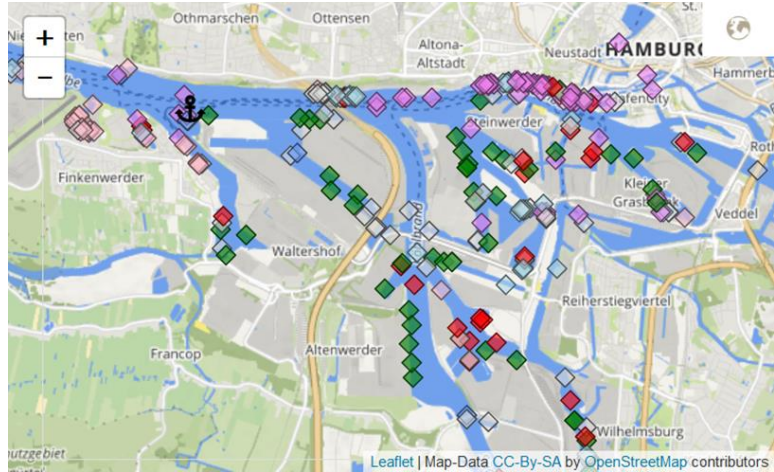 St.
Othmarschen
Ottensen
+
Altona-
Altstadt
Neustadt
HAMBURG
Hammerb
−
Steinwerder
Finkenwerder
Kleiner
Grasbrook
Veddel
Waltershof
Reiherstiegviertel
Francop
Altenwerder
Wilhelmsburg
Leaflet | Map-Data CC-By-SA by OpenStreetMap contributors